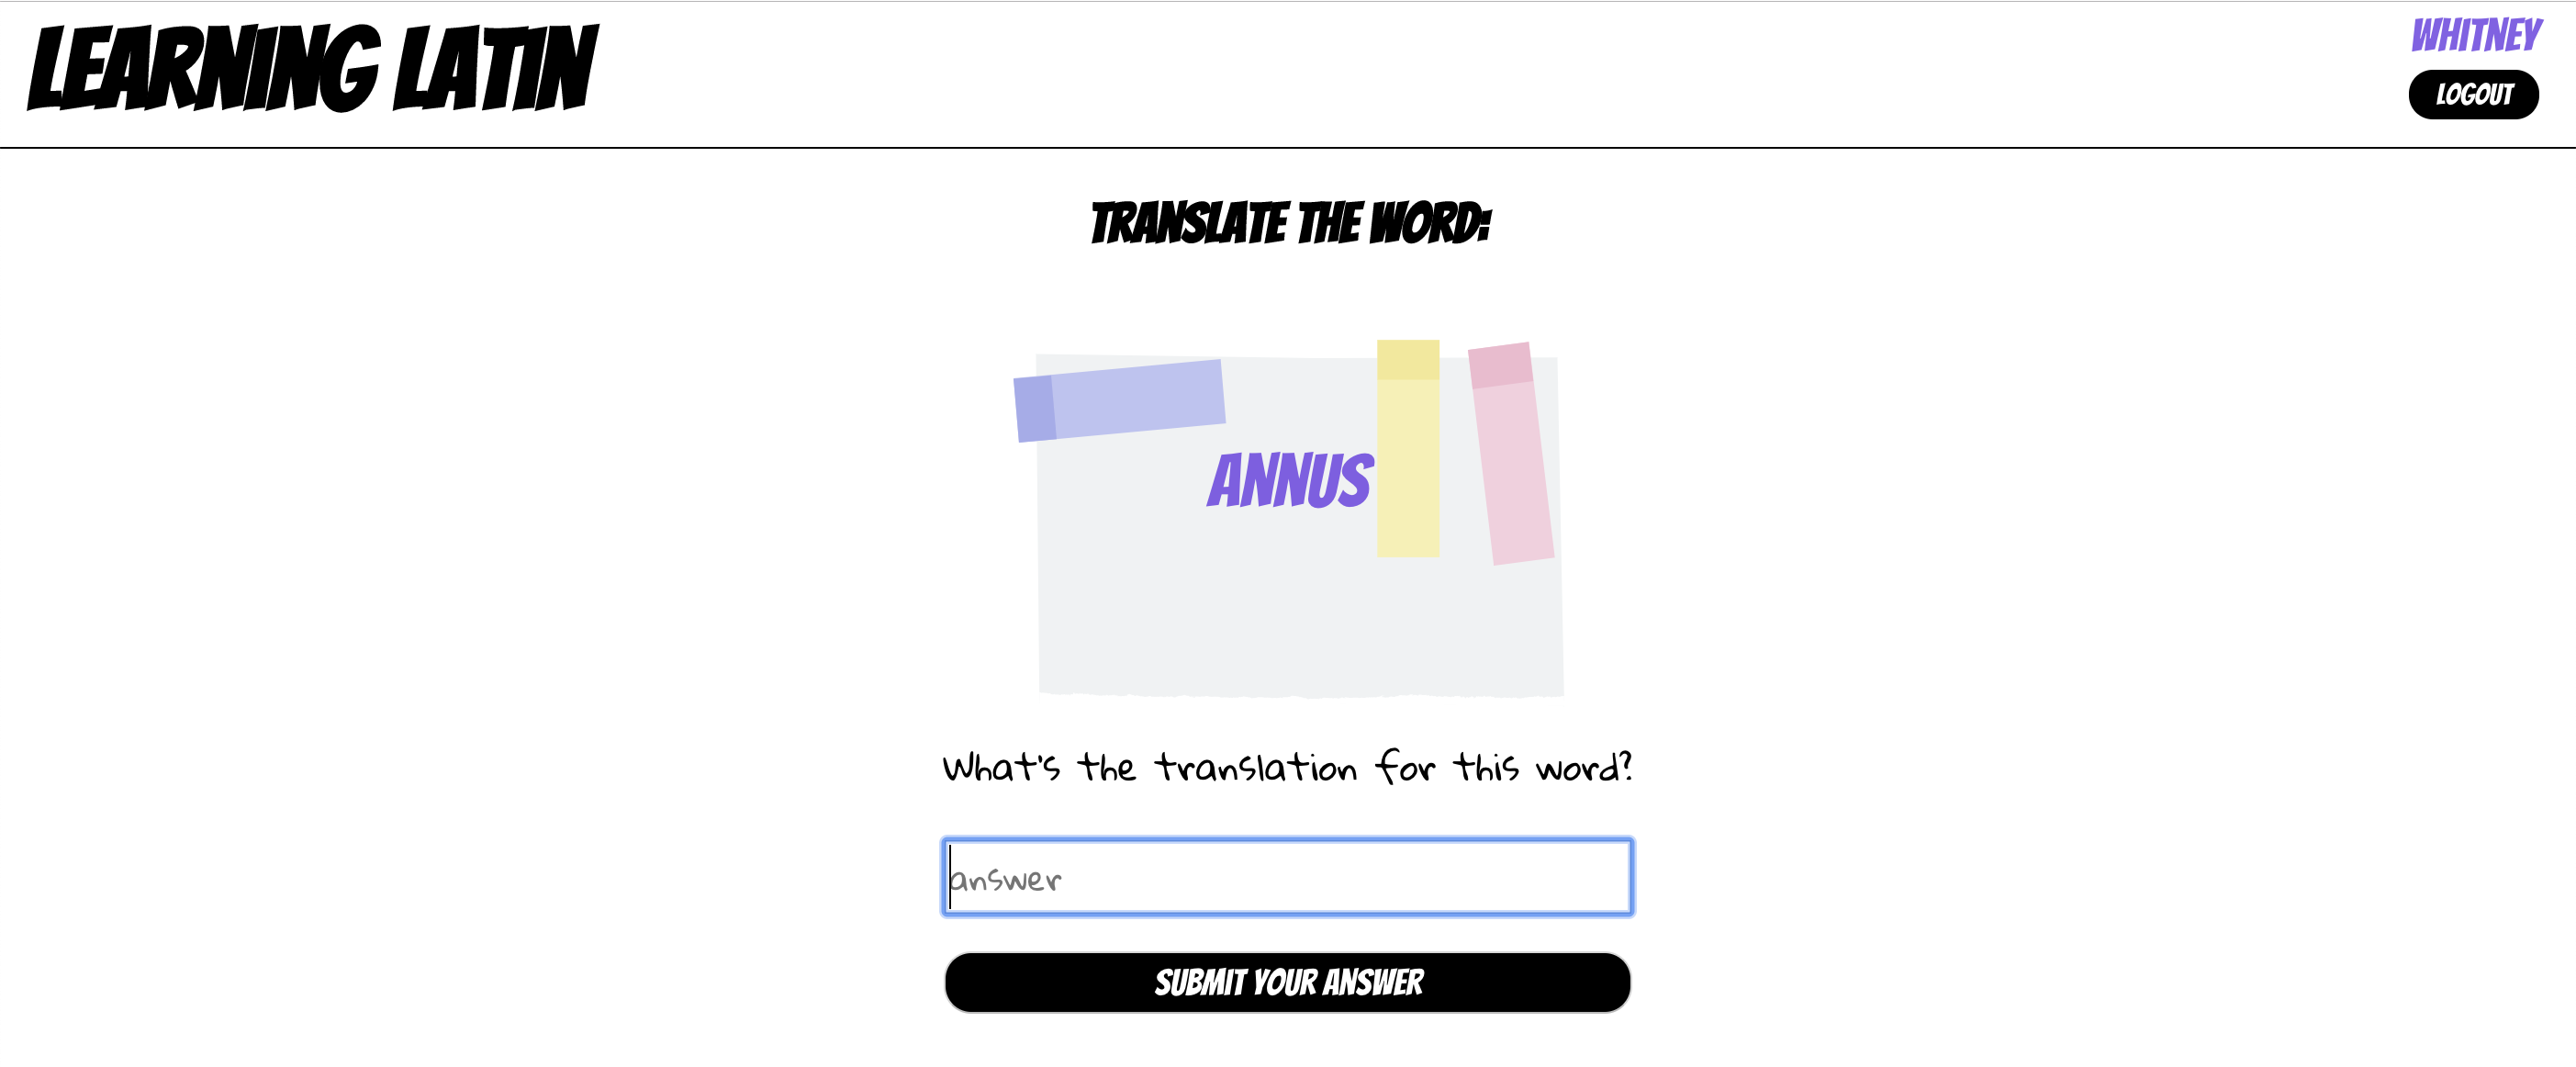 LEARNING LATIN
WHITNEY
LOGOUT
TRANSLATE THE WORD:
ANNUS
What's the translation for this word?
answer
SUBMIT YOUR ANSWER